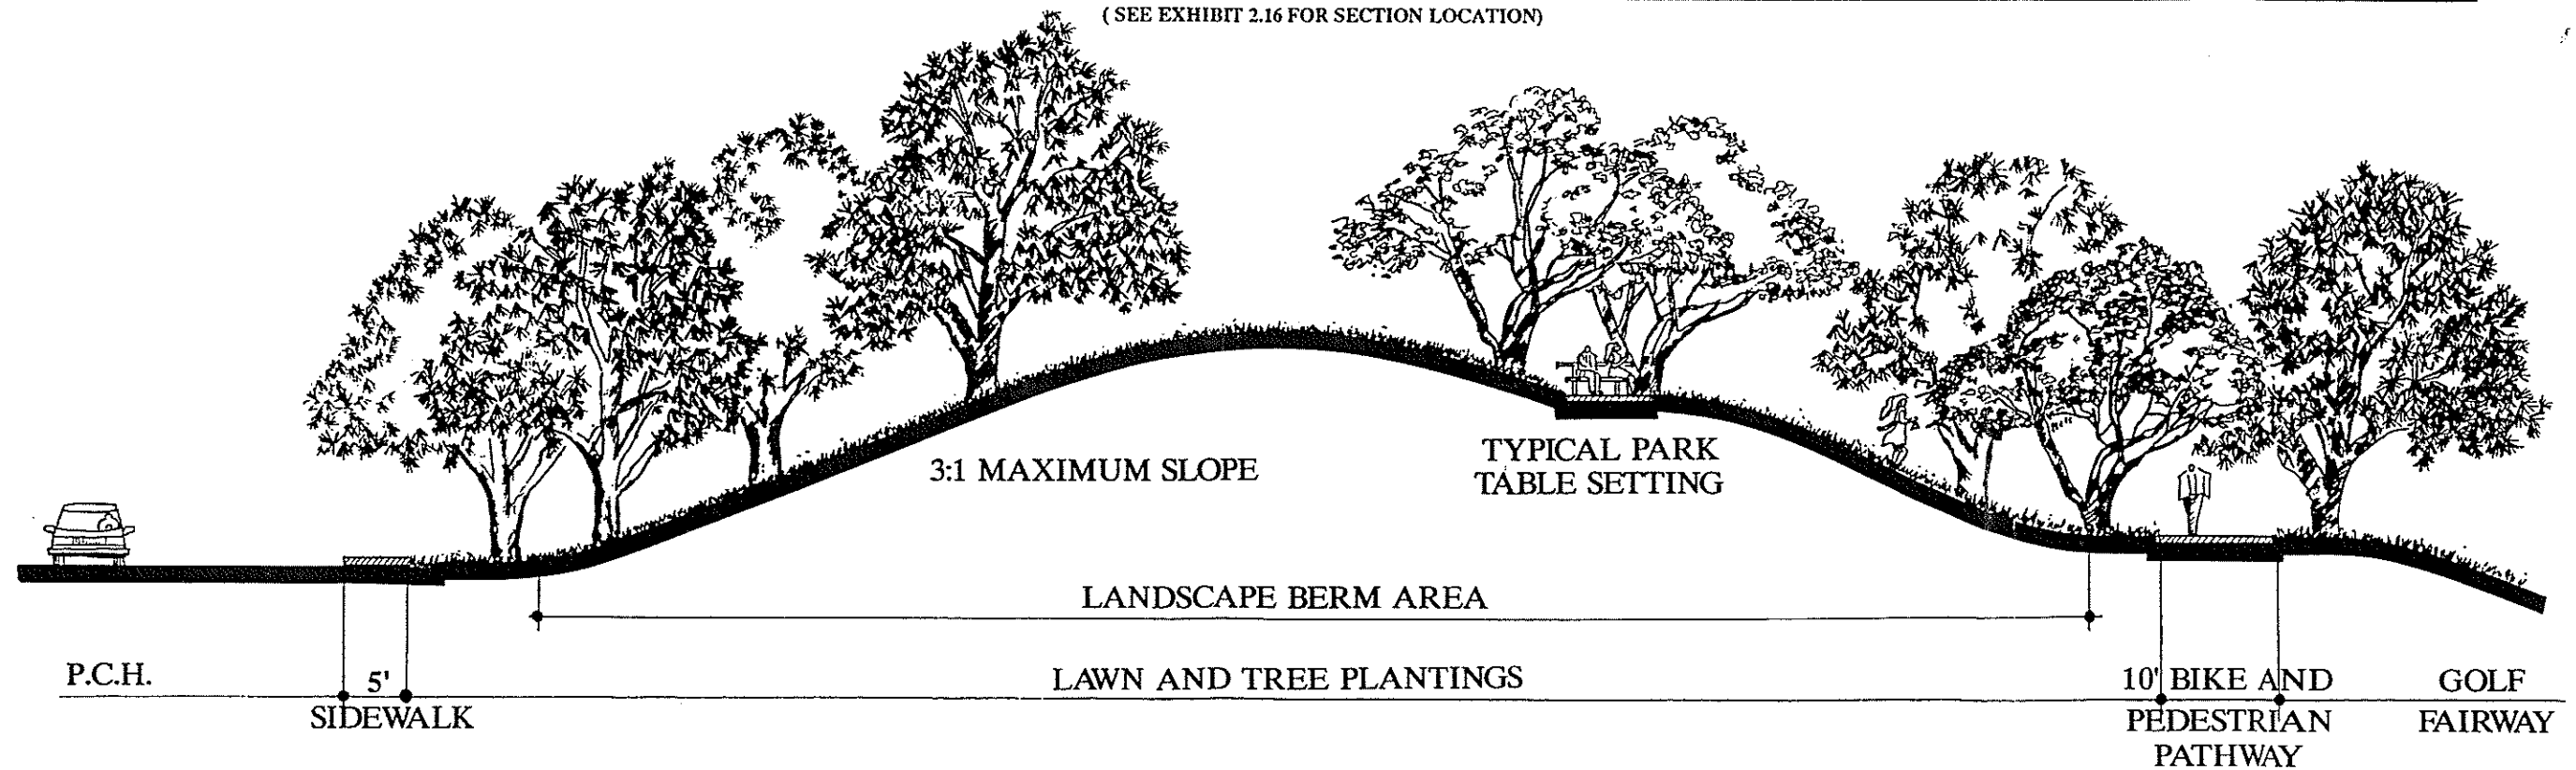 ( SEE EXHIBIT 2.16 FOR SECTION LOCATION)
3:1 MAXIMUM SLOPE
TYPICAL PARK
TABLE SETTING
LANDSCAPE BERM AREA
P.C.H.
5'
SIDEWALK
LAWN AND TREE PLANTINGS
10' BIKE AND
PEDESTRIAN
PATHWAY
GOLF
FAIRWAY